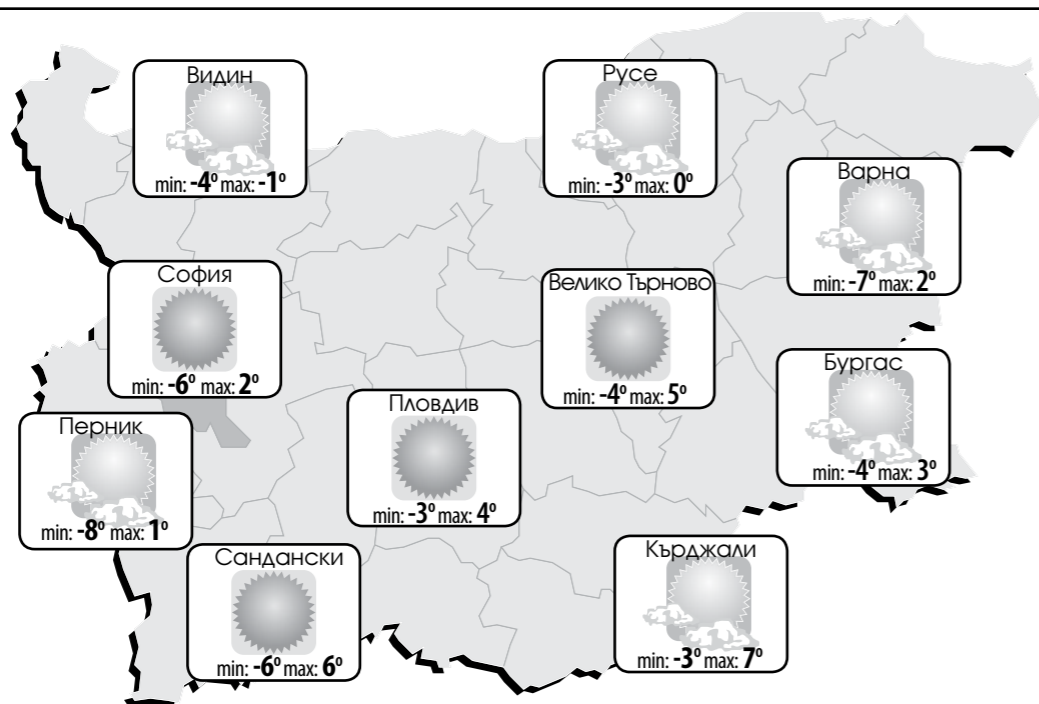 Видин
min: -4° max: -1°
Русе
min: -3° max: 0°
Варна
min: -7° max: 2°
София
min: -6° max: 2°
Велико Търново
min: -4° max: 5°
Бургас
min: -4° max: 3°
Пловдив
min: -3° max: 4°
Перник
min: -8° max: 1°
Сандански
min: -6° max: 6°
Кърджали
min: -3° max: 7°